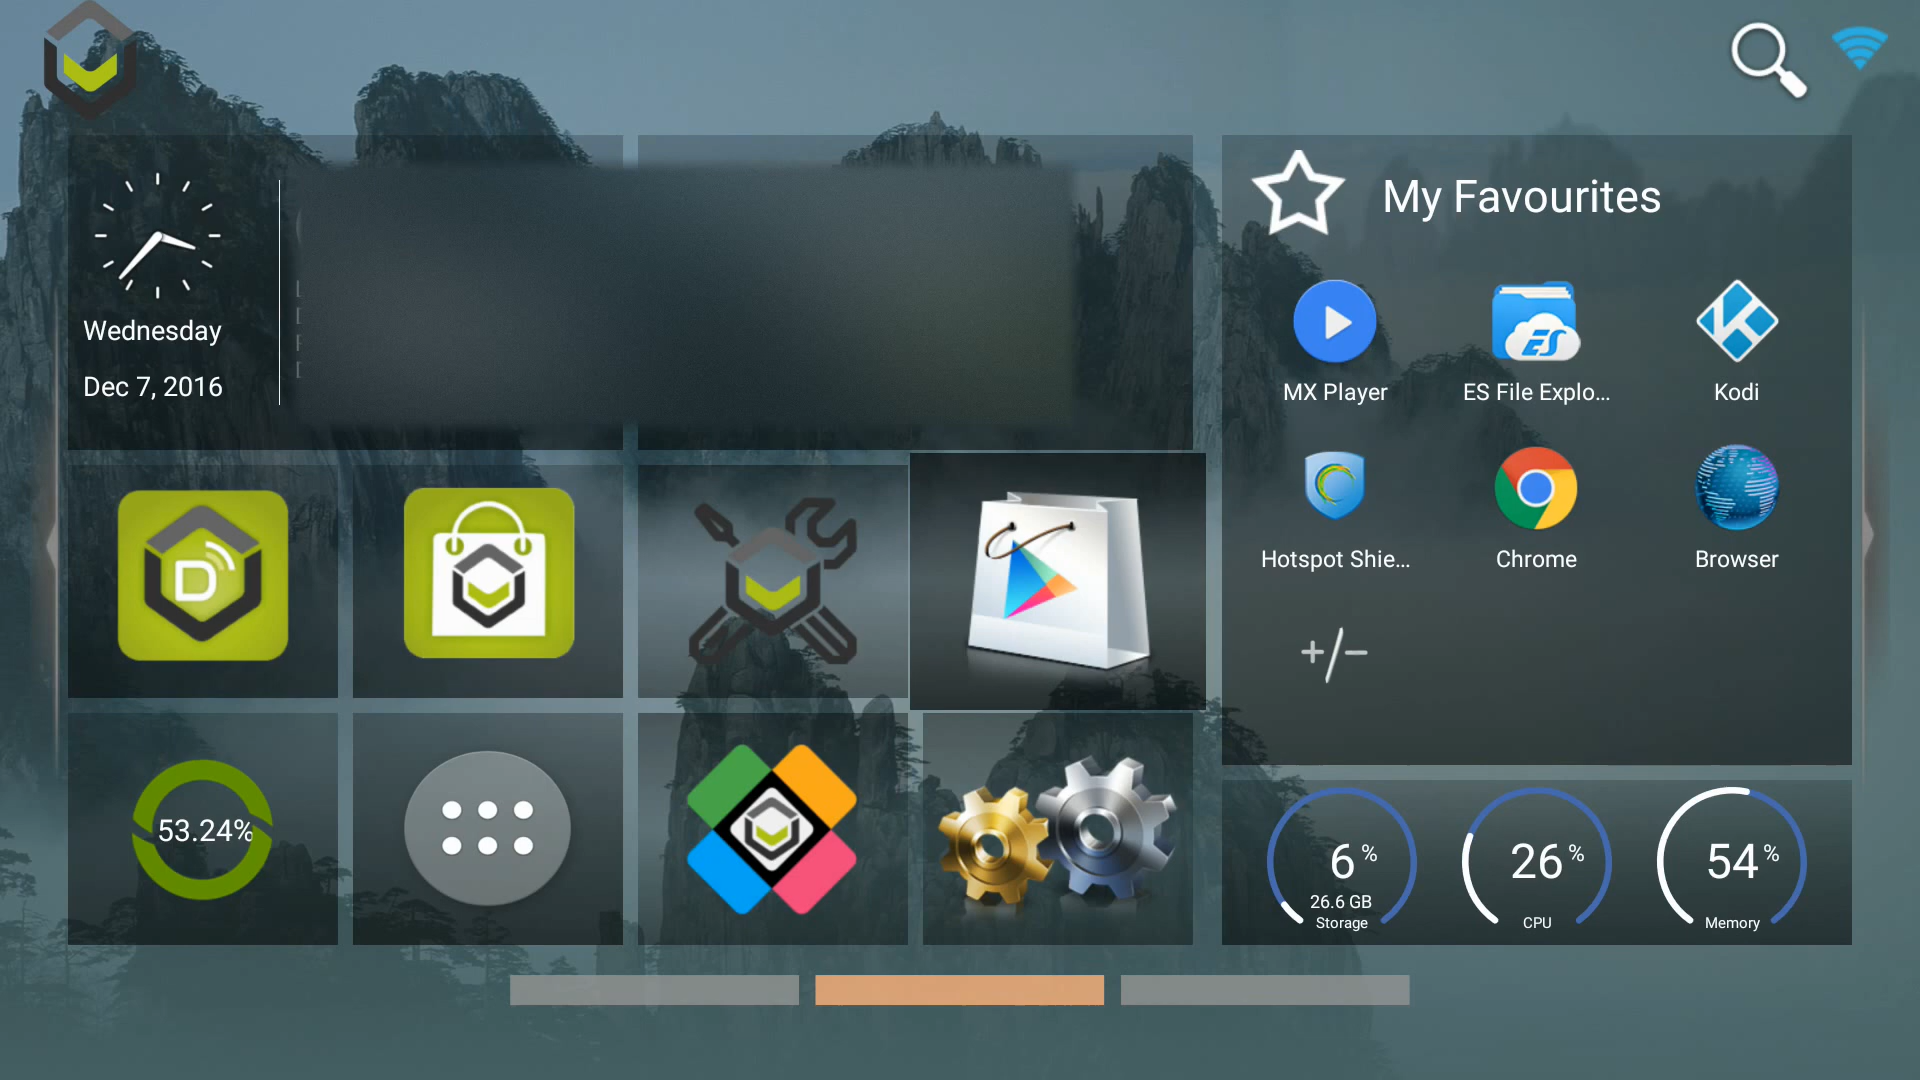 My Favourites
Wednesday
Dec 7, 2016
MX Player
ES File Explo...
Kodi
Hotspot Shie...
Chrome
Browser
+/-
D
53.24%
6%
26.6 GB
Storage
26%
CPU
54%
Memory